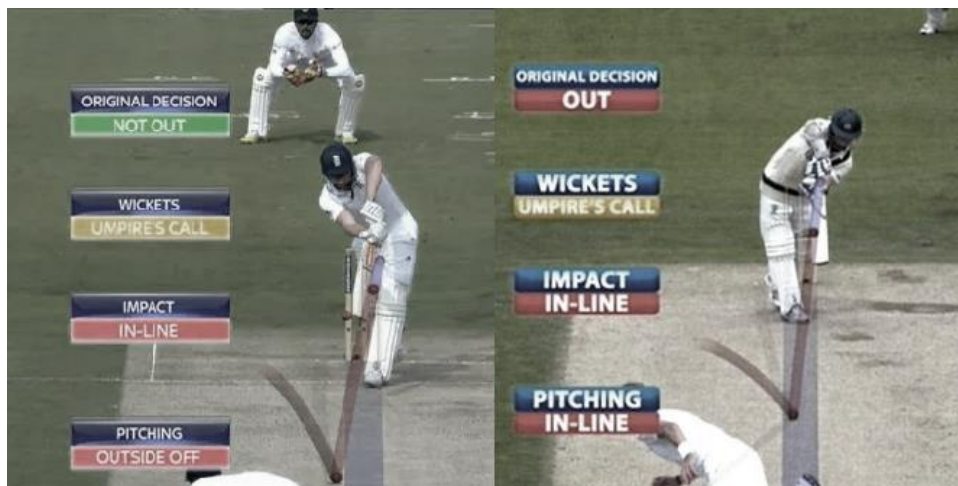 ORIGINAL DECISION
NOT OUT
WICKETS
UMPIRES CALL
IMPACT
IN-LINE
PITCHING
OUTSIDE OFF
ORIGINAL DECISION
OUT
WICKETS
UMPIRE'S CALL
IMPACT
IN-LINE
PITCHING
IN-LINE